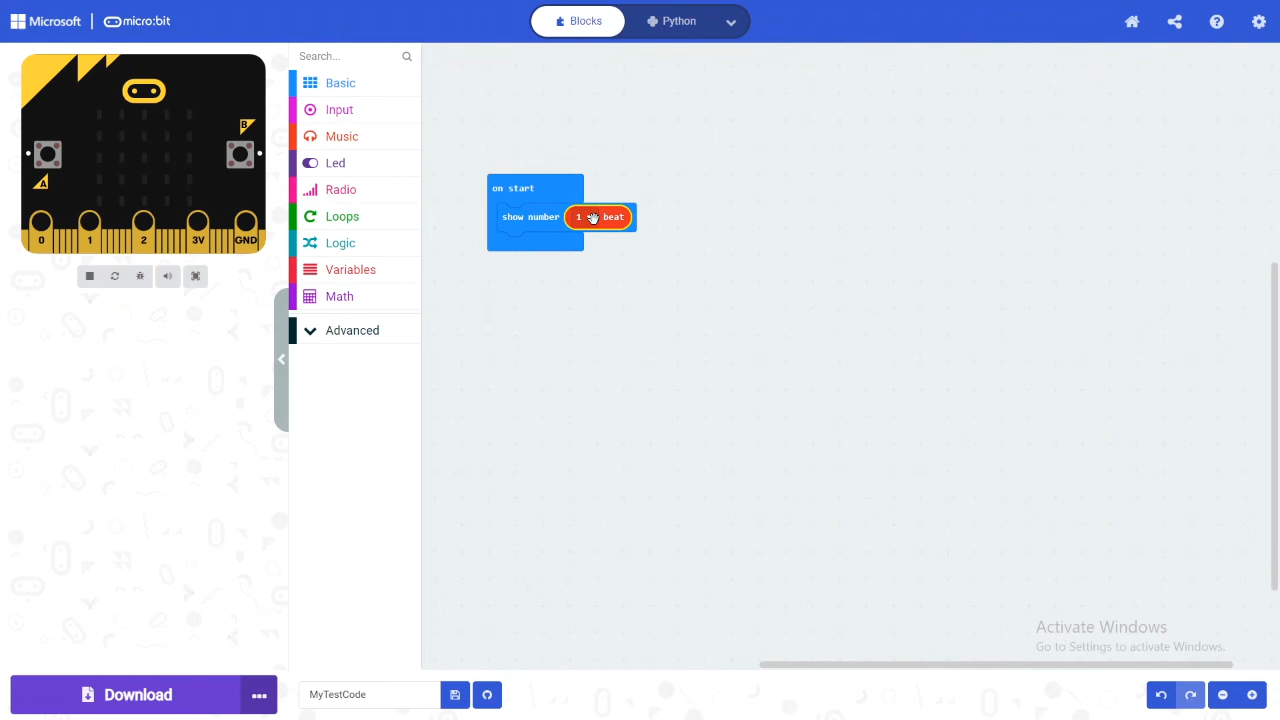 Microsoft | micro:bit
Blocks
Python
Search...
Basic
Input
Music
Led
Radio
Loops
Logic
Variables
Math
Advanced
A
B
0 1 2 3V GND
on start
show number 1 beat
Activate Windows
Go to Settings to activate Windows.
Download
MyTestCode